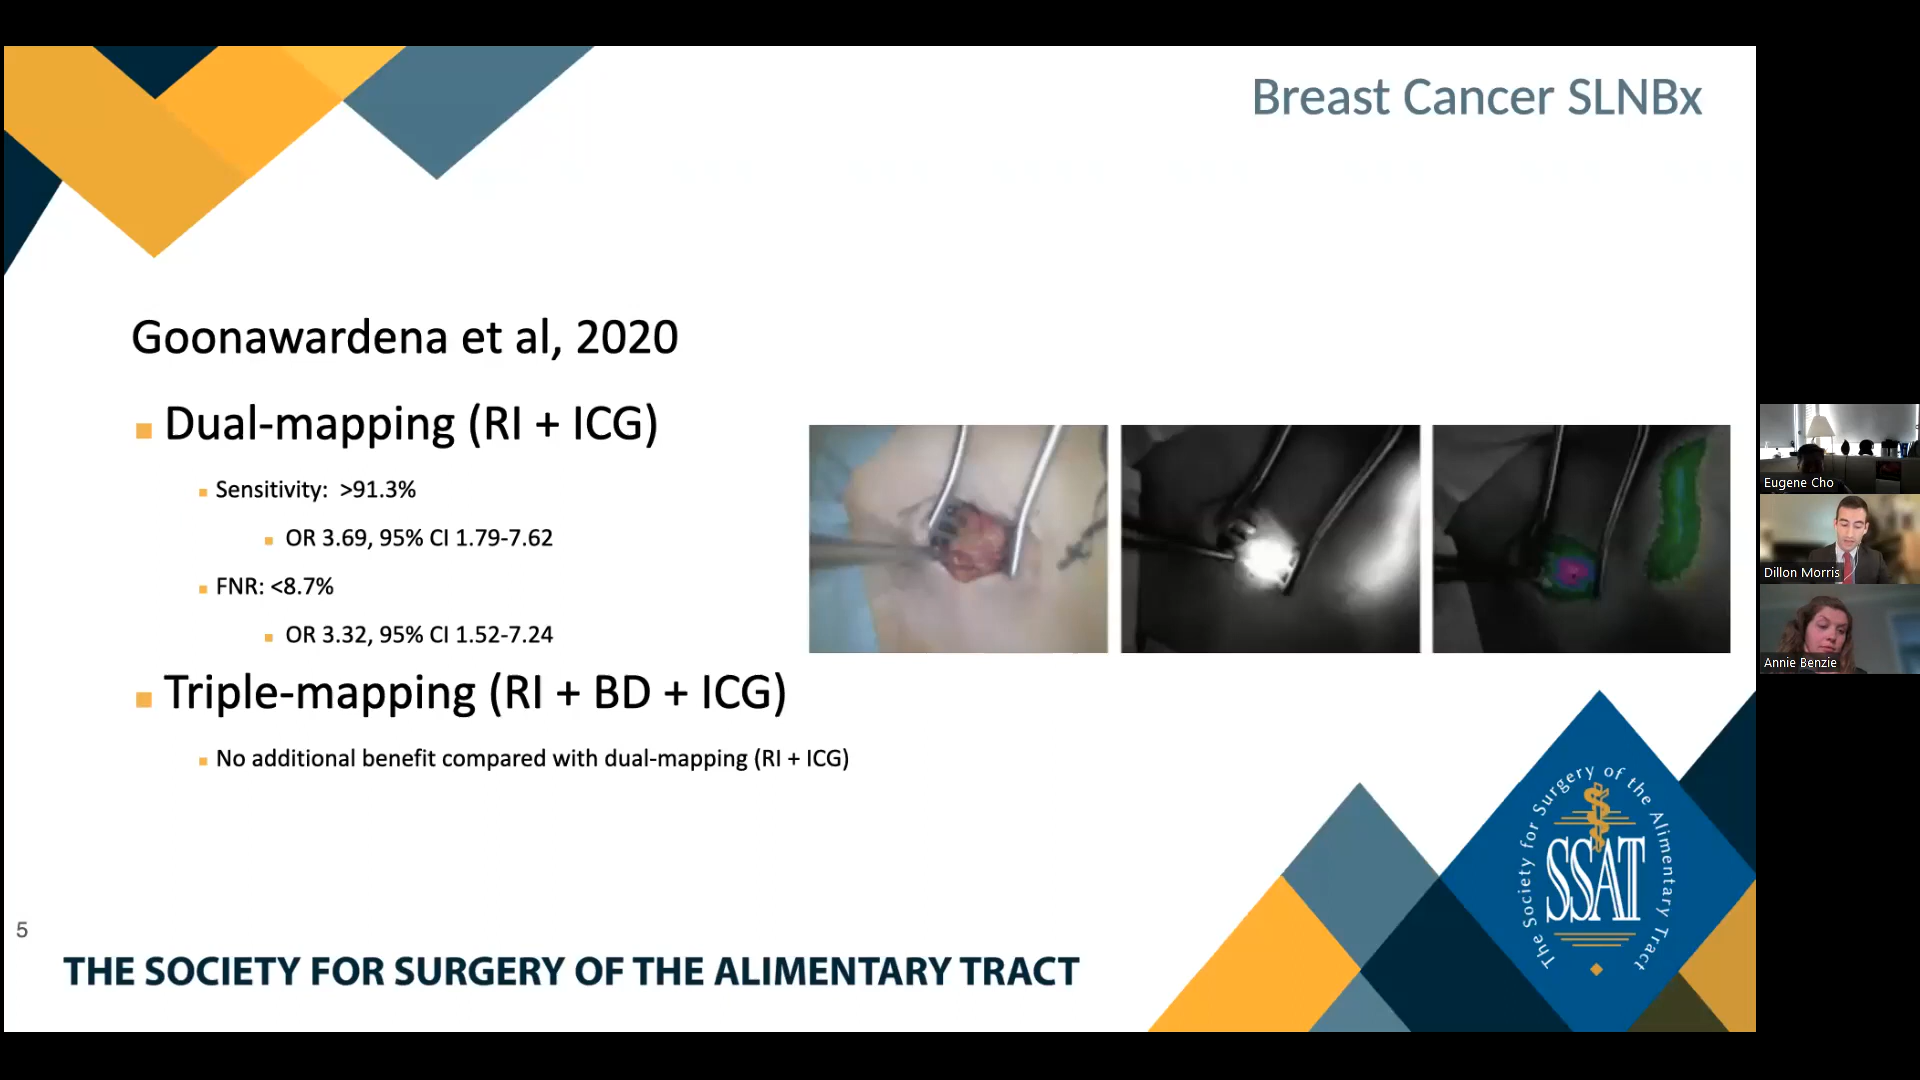 Breast Cancer SLNBx
Goonawardena et al, 2020
Dual-mapping (RI + ICG)
Sensitivity: >91.3%
OR 3.69, 95% CI 1.79-7.62
FNR: <8.7%
OR 3.32, 95% CI 1.52-7.24
Triple-mapping (RI + BD + ICG)
No additional benefit compared with dual-mapping (RI + ICG)
Eugene Cho
Dillon Morris
Annie Benzie
The Society for Surgery of the Alimentary Tract
SSAT
5
THE SOCIETY FOR SURGERY OF THE ALIMENTARY TRACT